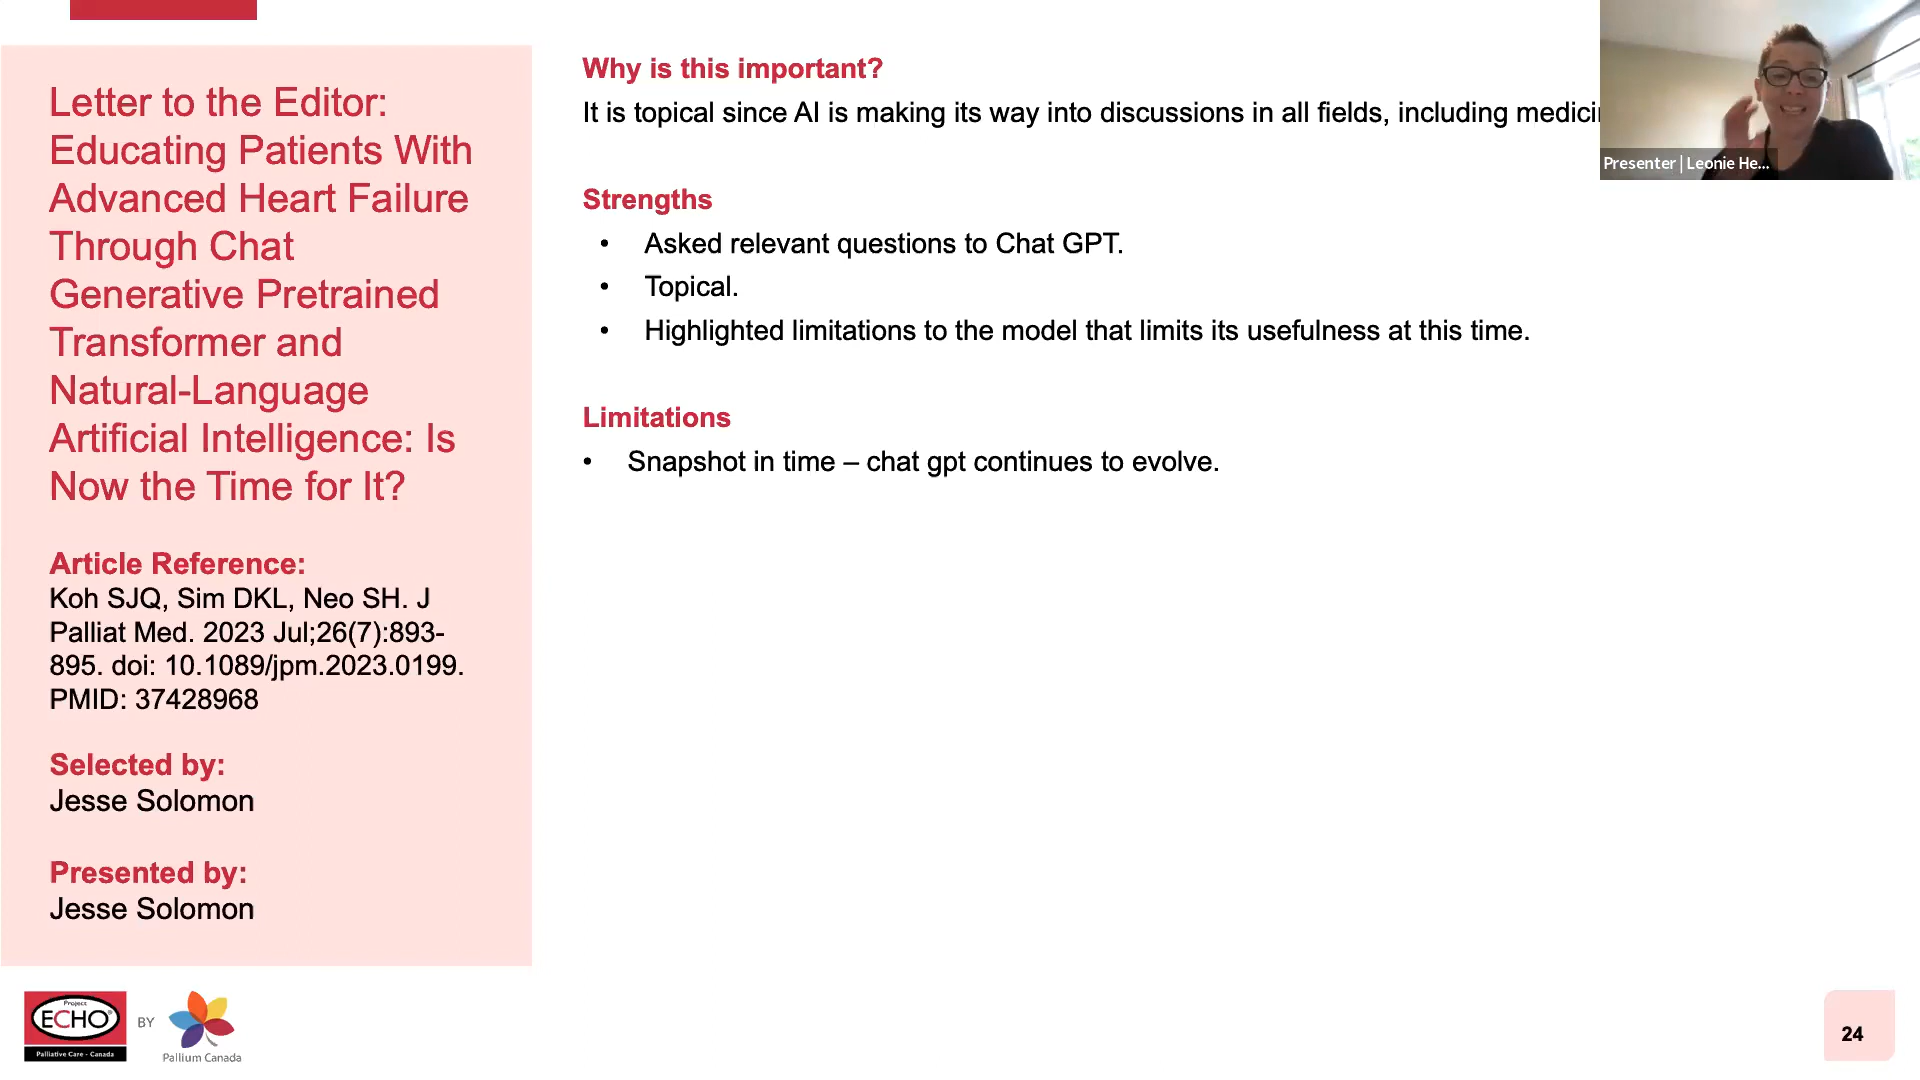 Letter to the Editor:
Educating Patients With
Advanced Heart Failure
Through Chat
Generative Pretrained
Transformer and
Natural-Language
Artificial Intelligence: Is
Now the Time for It?
Article Reference:
Koh SJQ, Sim DKL, Neo SH. J
Palliat Med. 2023 Jul;26(7):893-
895. doi: 10.1089/jpm.2023.0199.
PMID: 37428968
Selected by:
Jesse Solomon
Presented by:
Jesse Solomon
Why is this important?
It is topical since AI is making its way into discussions in all fields, including
Strengths
• Asked relevant questions to Chat GPT.
• Topical.
• Highlighted limitations to the model that limits its usefulness at this time.
Limitations
• Snapshot in time – chat gpt continues to evolve.
Presenter | Leonie He...
Project
ECHO®
Palliative Care - Canada
BY
Pallium Canada
24